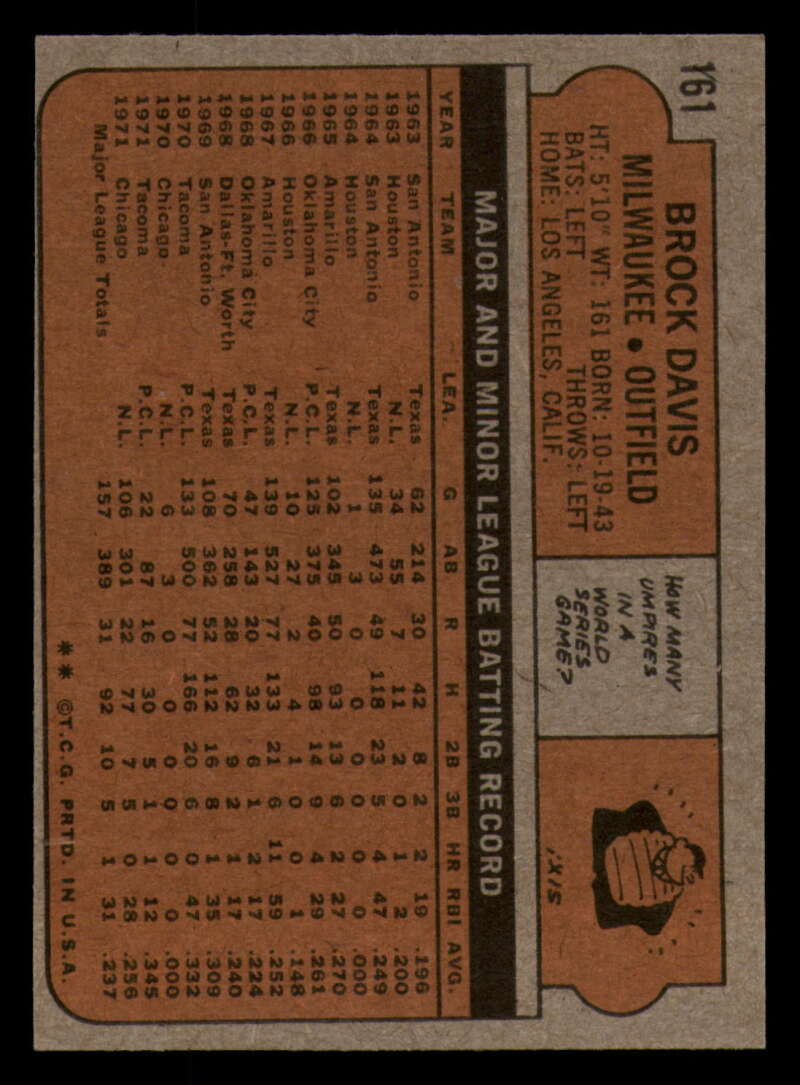 161
BROCK DAVIS
MILWAUKEE • OUTFIELD
HT: 5'10" WT: 161 BORN: 10-19-43
BATS: LEFT THROWS: LEFT
HOME: LOS ANGELES, CALIF.
HOW MANY
UMPIRES
IN A
WORLD
SERIES
GAME?
SIX.
MAJOR AND MINOR LEAGUE BATTING RECORD
YEAR TEAM LEA. G AB R H 2B 3B HR RBI AVG.
1963 San Antonio Texas 62 214 30 42 8 2 2 19 .196
1963 Houston N.L. 34 55 7 11 2 0 1 2 .200
1964 San Antonio Texas 135 473 49 118 23 5 4 47 .249
1964 Houston N.L. 1 3 0 0 0 0 0 0 .000
1965 Amarillo Texas 102 345 50 93 13 6 2 27 .270
1966 Oklahoma City P.C.L. 125 375 40 98 14 9 4 29 .261
1966 Houston N.L. 10 27 2 4 1 0 0 1 .148
1967 Amarillo Texas 139 527 77 133 21 6 11 59 .252
1968 Oklahoma City P.C.L. 47 143 20 32 6 1 2 17 .224
1968 Dallas-Ft. Worth Texas 70 258 28 62 9 2 1 17 .240
1969 San Antonio Texas 108 362 52 112 16 8 1 35 .309
1970 Tacoma P.C.L. 133 500 77 166 20 6 0 47 .332
1970 Chicago N.L. 6 3 0 0 0 0 0 0 .000
1971 Tacoma P.C.L. 22 87 16 30 5 1 1 12 .345
1971 Chicago N.L. 106 301 22 77 7 5 0 28 .256
Major League Totals 157 389 31 92 10 5 1 31 .237
** ©T.C.G. PRTD. IN U.S.A.